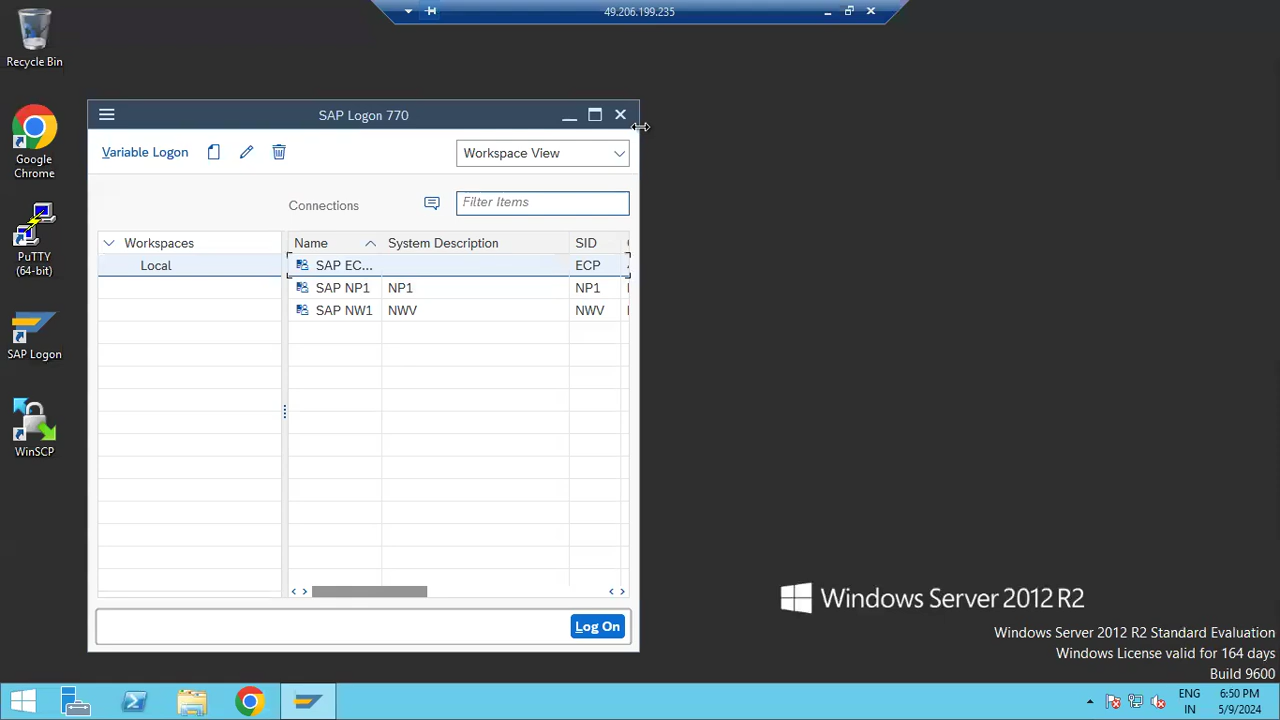 49.206.199.235
Recycle Bin
Google
Chrome
PuTTY
(64-bit)
SAP Logon
WinSCP
SAP Logon 770
Variable Logon
Workspace View
Connections
Filter Items
Workspaces
Local
Name System Description SID
SAP EC... ECP
SAP NP1 NP1 NP1
SAP NW1 NWV NWV
Log On
Windows Server 2012 R2
Windows Server 2012 R2 Standard Evaluation
Windows License valid for 164 days
Build 9600
ENG
IN
6:50 PM
5/9/2024